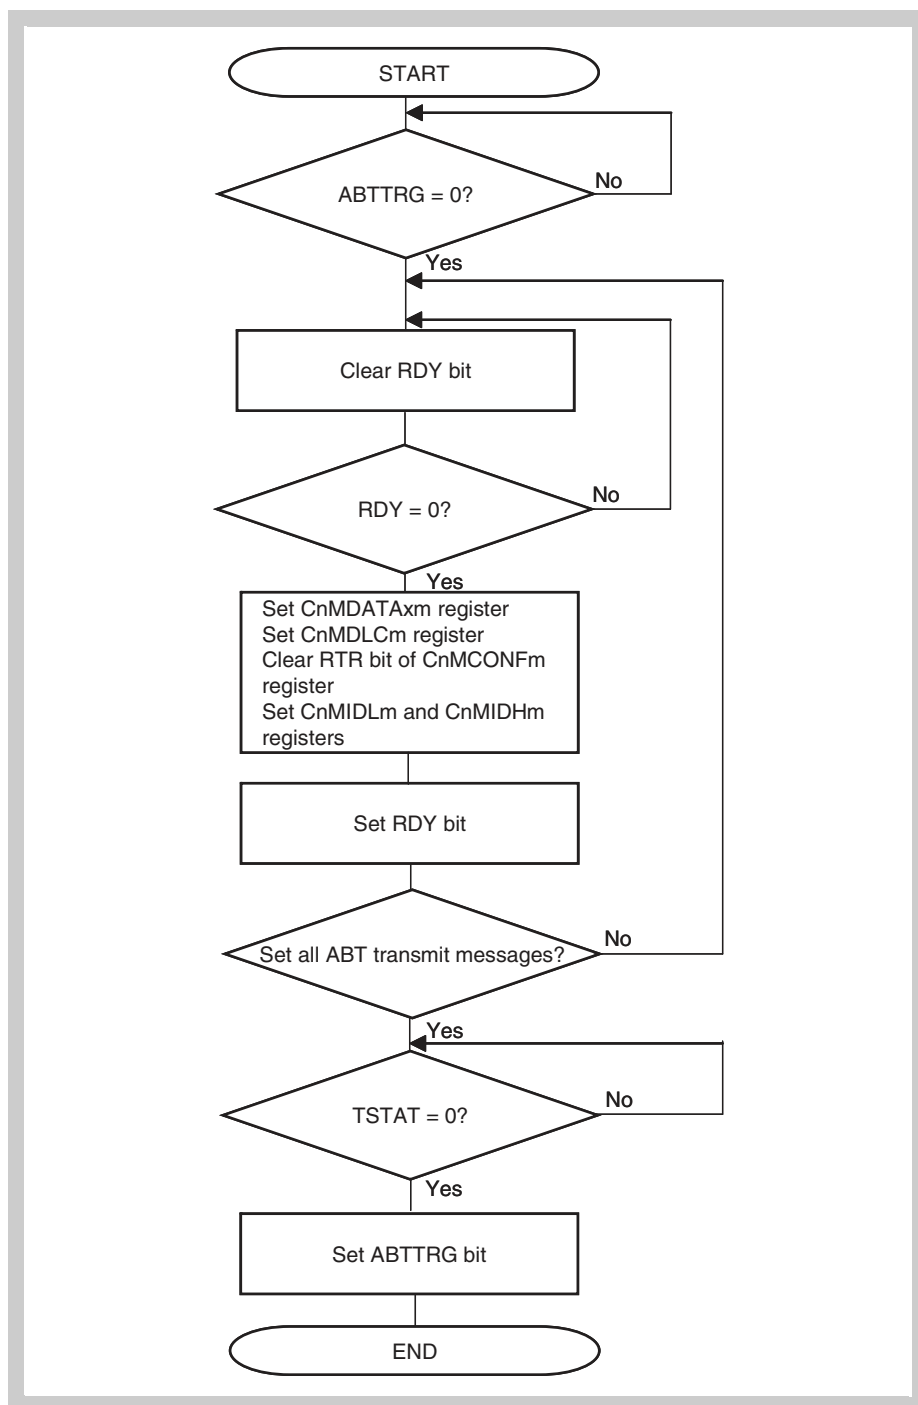 START
ABTTRG = 0?
No
Yes
Clear RDY bit
RDY = 0?
No
Yes
Set CnMDATAxm register
Set CnMDLCm register
Clear RTR bit of CnMCONFm
register
Set CnMIDLm and CnMIDHm
registers
Set RDY bit
Set all ABT transmit messages?
No
Yes
TSTAT = 0?
No
Yes
Set ABTTRG bit
END